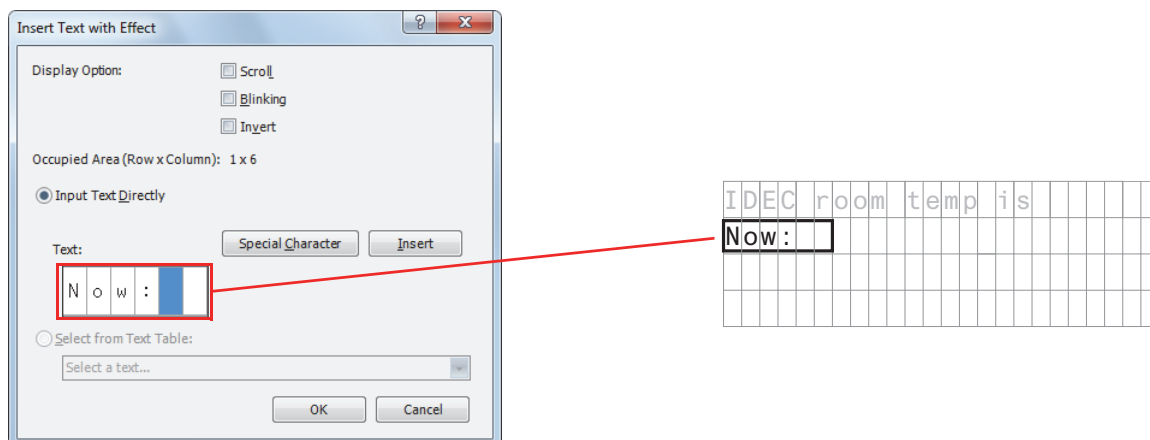 Insert Text with Effect
Display Option:
Scroll
Blinking
Invert
Occupied Area (Row x Column): 1 x 6
Input Text Directly
Text:
Special Character
Insert
Now:
Select from Text Table:
Select a text...
OK
Cancel
IDEC room temp is
Now: